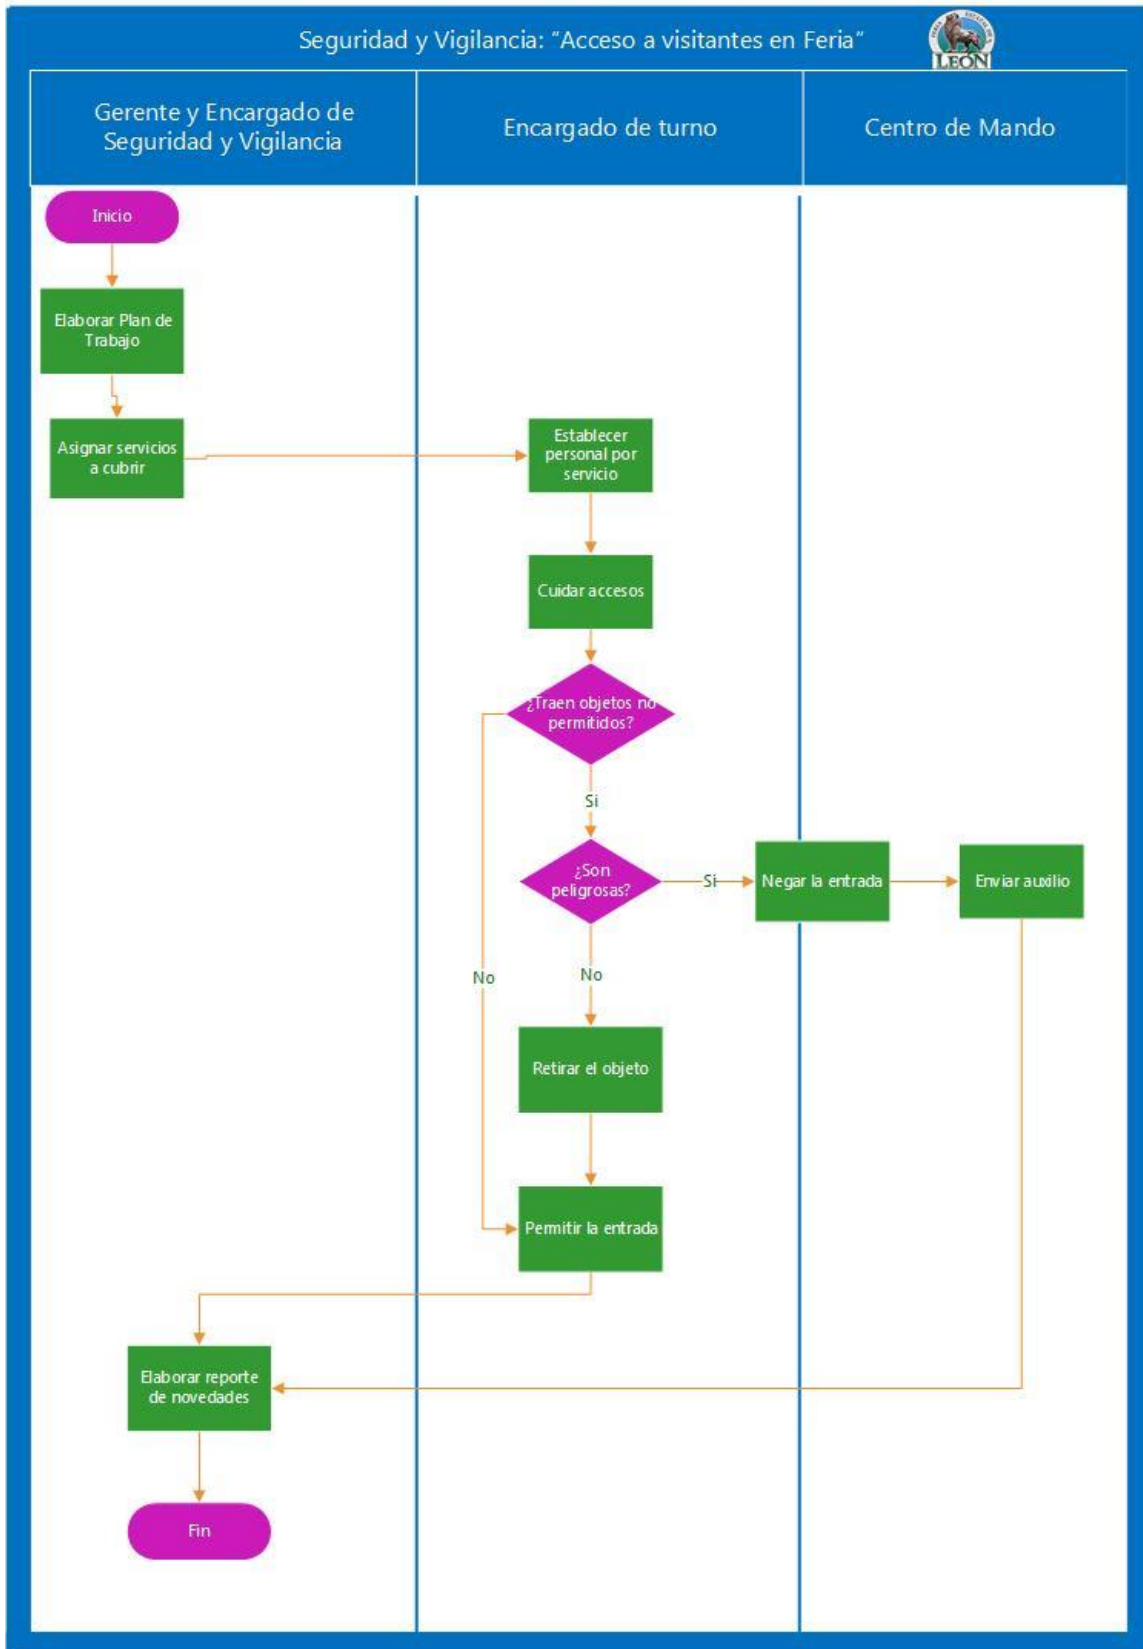 Seguridad y Vigilancia: "Acceso a visitantes en Feria"
LEÓN
Gerente y Encargado de
Seguridad y Vigilancia
Encargado de turno
Centro de Mando
Inicio
Elaborar Plan de
Trabajo
Asignar servicios
a cubrir
Establecer
personal por
servicio
Cuidar accesos
¿Traen objetos no
permitidos?
Si
¿Son
peligrosas?
Si
Negar la entrada
Enviar auxilio
No
No
Retirar el objeto
Permitir la entrada
Elaborar reporte
de novedades
Fin